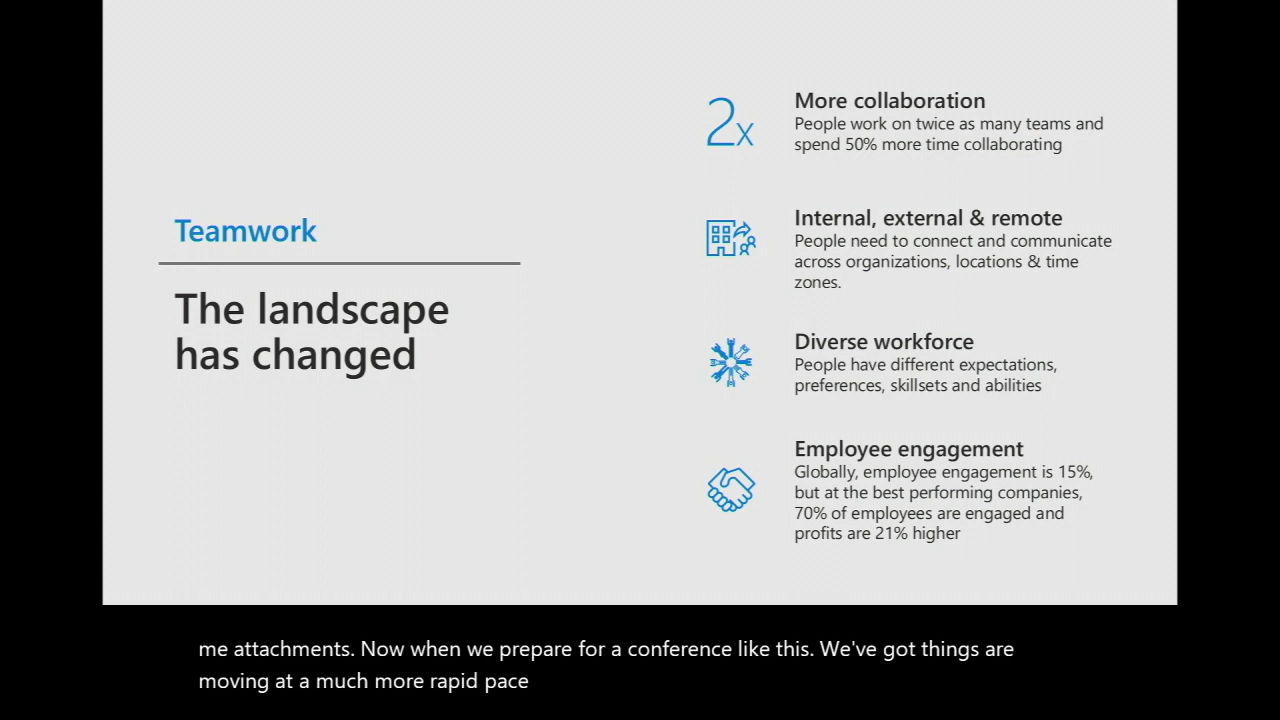 Teamwork
The landscape
has changed
2x
More collaboration
People work on twice as many teams and
spend 50% more time collaborating
Internal, external & remote
People need to connect and communicate
across organizations, locations & time
zones.
Diverse workforce
People have different expectations,
preferences, skillsets and abilities
Employee engagement
Globally, employee engagement is 15%,
but at the best performing companies,
70% of employees are engaged and
profits are 21% higher
me attachments. Now when we prepare for a conference like this. We've got things are
moving at a much more rapid pace